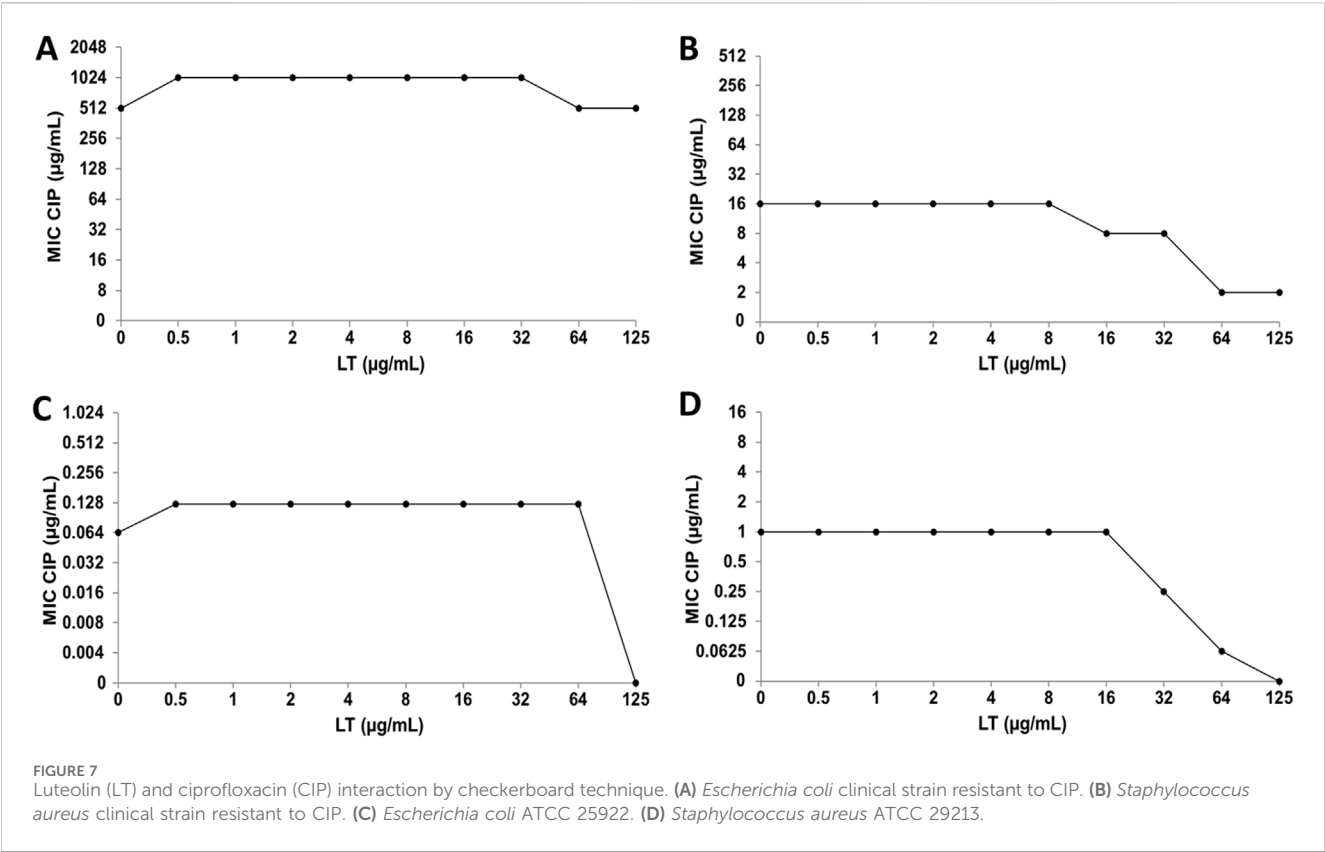 A
2048
1024
512
256
128
64
32
16
8
0
MIC CIP (µg/mL)
0 0.5 1 2 4 8 16 32 64 125
LT (µg/mL)
B
512
256
128
64
32
16
8
4
2
0
MIC CIP (µg/mL)
0 0.5 1 2 4 8 16 32 64 125
LT (µg/mL)
C
1.024
0.512
0.256
0.128
0.064
0.032
0.016
0.008
0.004
0
MIC CIP (µg/mL)
0 0.5 1 2 4 8 16 32 64 125
LT (µg/mL)
D
16
8
4
2
1
0.5
0.25
0.125
0.0625
0
MIC CIP (µg/mL)
0 0.5 1 2 4 8 16 32 64 125
LT (µg/mL)
FIGURE 7
Luteolin (LT) and ciprofloxacin (CIP) interaction by checkerboard technique. (A) Escherichia coli clinical strain resistant to CIP. (B) Staphylococcus
aureus clinical strain resistant to CIP. (C) Escherichia coli ATCC 25922. (D) Staphylococcus aureus ATCC 29213.